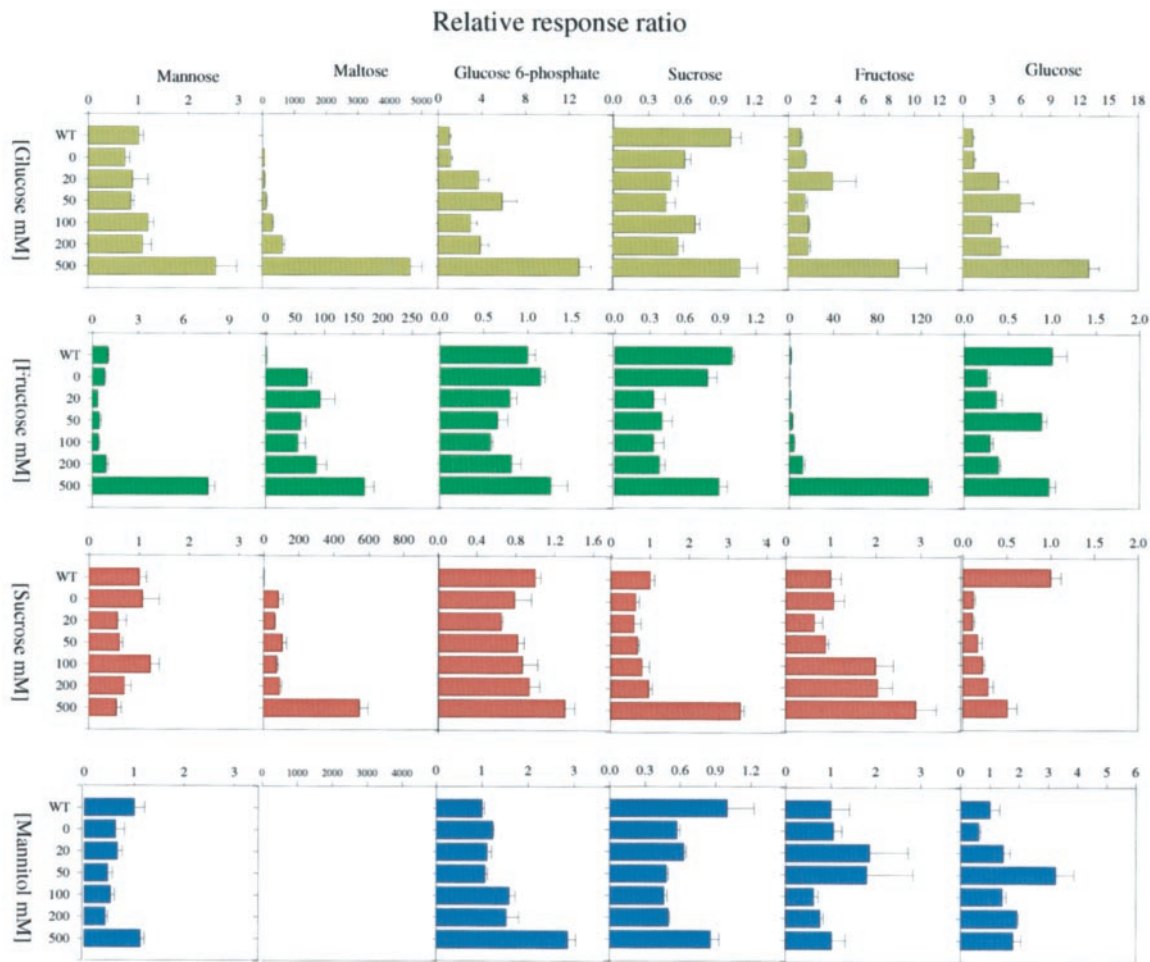 Relative response ratio
Mannose Maltose Glucose 6-phosphate Sucrose Fructose Glucose
0 1 2 3 0 1000 2000 3000 4000 5000 0 4 8 12 0.0 0.3 0.6 0.9 1.2 0 2 4 6 8 10 12 0 3 6 9 12 15 18
[Glucose mM]
WT
0
20
50
100
200
500
0 3 6 9 0 50 100 150 200 250 0.0 0.5 1.0 1.5 0.0 0.3 0.6 0.9 1.2 0 40 80 120 0.0 0.5 1.0 1.5 2.0
[Fructose mM]
WT
0
20
50
100
200
500
0 1 2 3 0 200 400 600 800 0.0 0.4 0.8 1.2 1.6 0 1 2 3 4 0 1 2 3 0.0 0.5 1.0 1.5 2.0
[Sucrose mM]
WT
0
20
50
100
200
500
0 1 2 3 0 1000 2000 3000 4000 0 1 2 3 0.0 0.3 0.6 0.9 1.2 0 1 2 3 0 1 2 3 4 5 6
[Mannitol mM]
WT
0
20
50
100
200
500